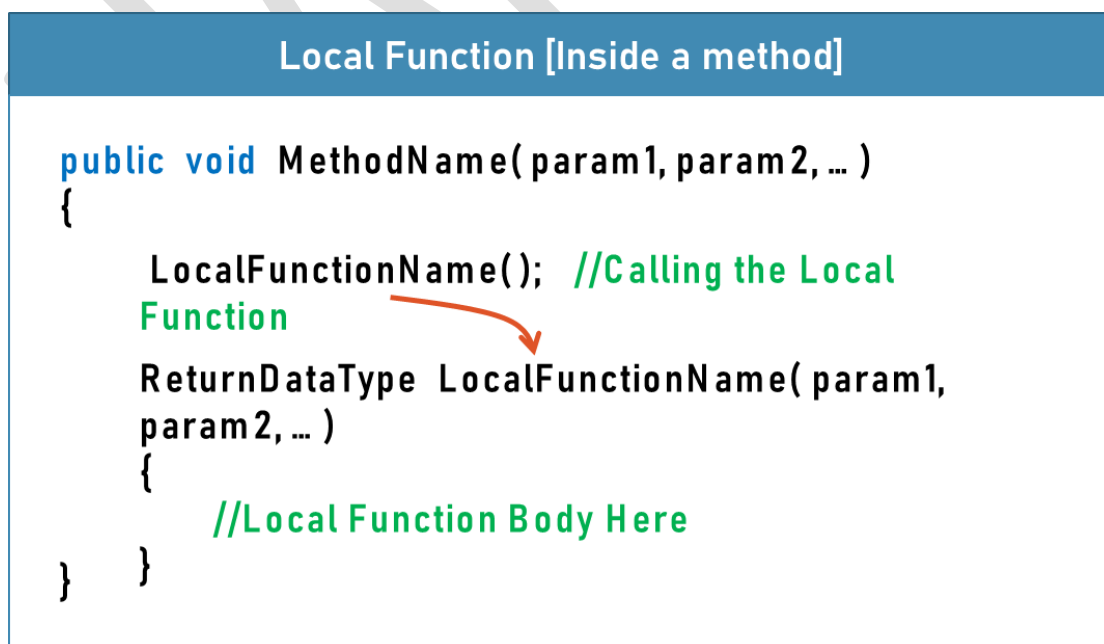 Local Function [Inside a method]
public void MethodName( param1, param2, … )
{
LocalFunctionName(); //Calling the Local
Function
ReturnDataType LocalFunctionName( param1,
param2, … )
{
//Local Function Body Here
}
}